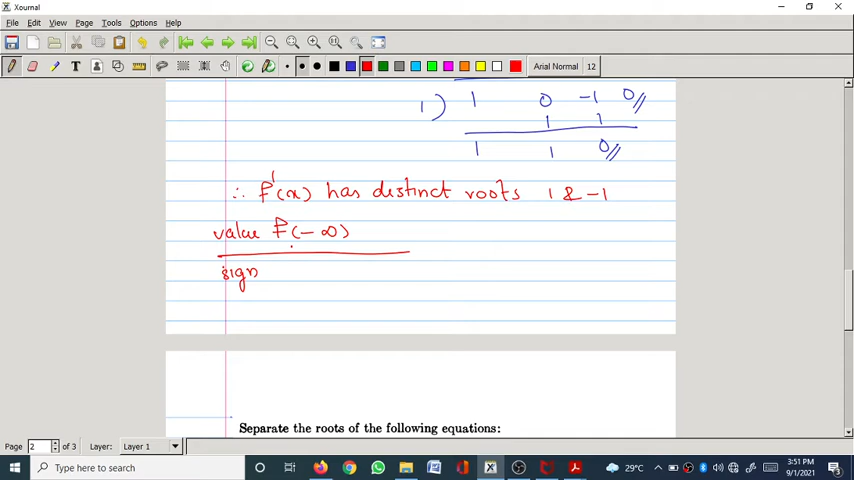 Xournal
File Edit View Page Tools Options Help
T Arial Normal 12
1) 1 0 -1 0//
1 1
1 1 0//
∴ f'(x) has distinct roots 1 & -1
value f(-∞)
sign
Separate the roots of the following equations:
Page 2 of 3 Layer: Layer 1
Type here to search
29°C
3:51 PM
9/1/2021
3